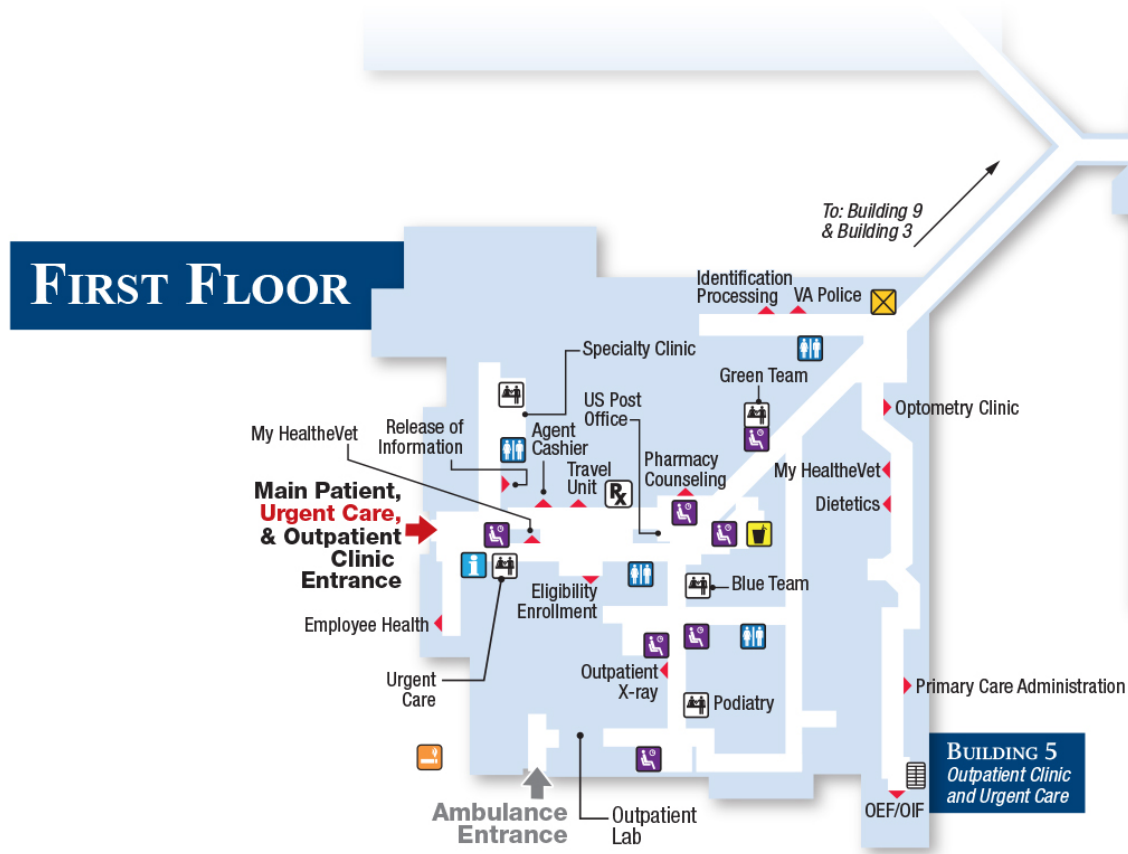 To: Building 9
& Building 3
FIRST FLOOR
Identification
Processing
VA Police
Specialty Clinic
Green Team
US Post
Office
Optometry Clinic
My HealtheVet
Release of
Information
Agent
Cashier
Travel
Unit
Rx
Pharmacy
Counseling
My HealtheVet
Dietetics
Main Patient,
Urgent Care,
& Outpatient
Clinic
Entrance
i
Eligibility
Enrollment
Blue Team
Employee Health
Urgent
Care
Outpatient
X-ray
Podiatry
Primary Care Administration
BUILDING 5
Outpatient Clinic
and Urgent Care
OEF/OIF
Ambulance
Entrance
Outpatient
Lab